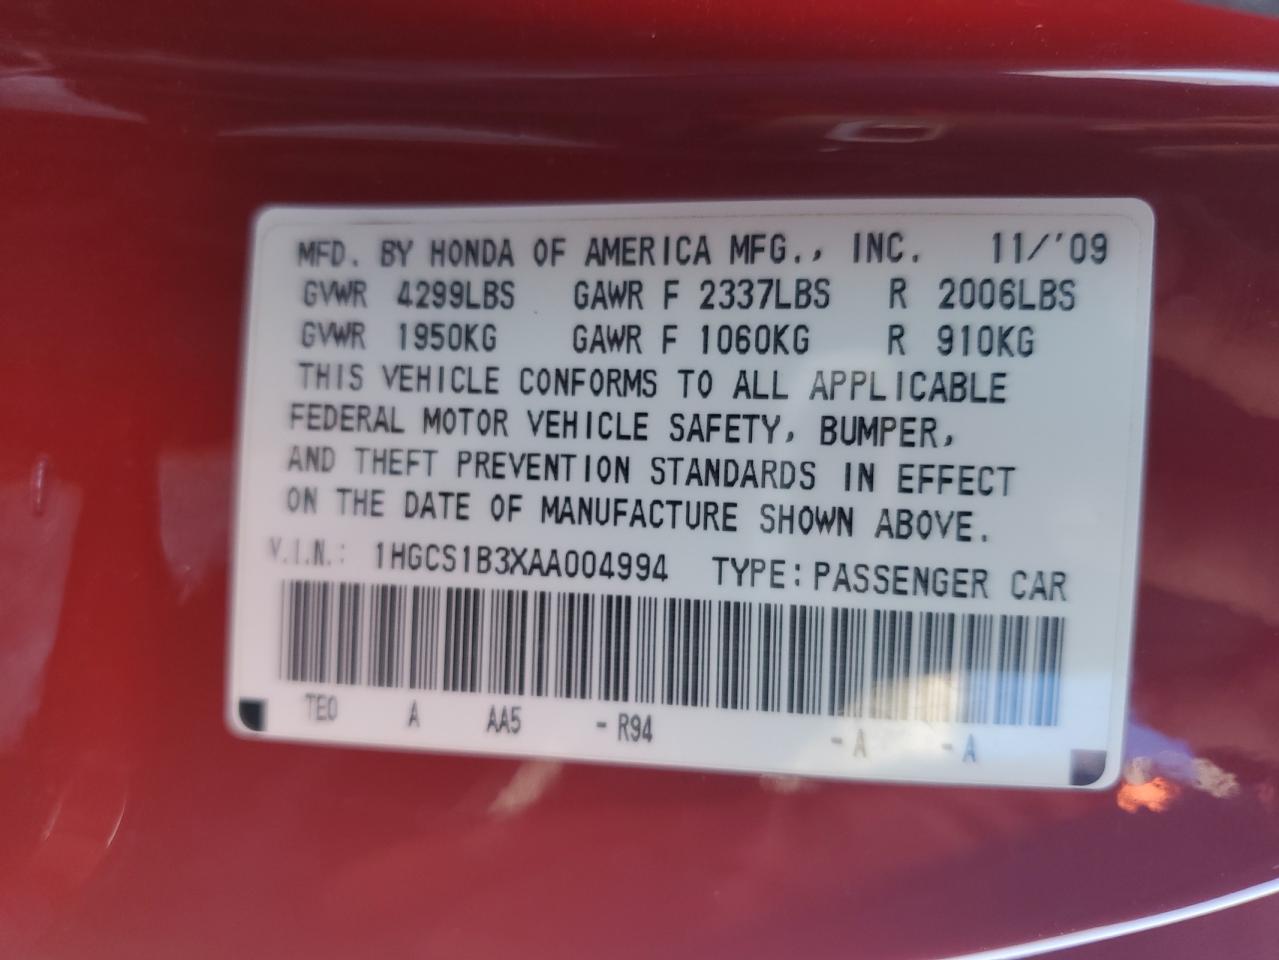 MFD. BY HONDA OF AMERICA MFG., INC. 11/'09
GVWR 4299LBS GAWR F 2337LBS R 2006LBS
GVWR 1950KG GAWR F 1060KG R 910KG
THIS VEHICLE CONFORMS TO ALL APPLICABLE
FEDERAL MOTOR VEHICLE SAFETY, BUMPER,
AND THEFT PREVENTION STANDARDS IN EFFECT
ON THE DATE OF MANUFACTURE SHOWN ABOVE.
V.I.N.: 1HGCS1B3XAA004994 TYPE:PASSENGER CAR
TE0 A AA5 -R94 -A -A